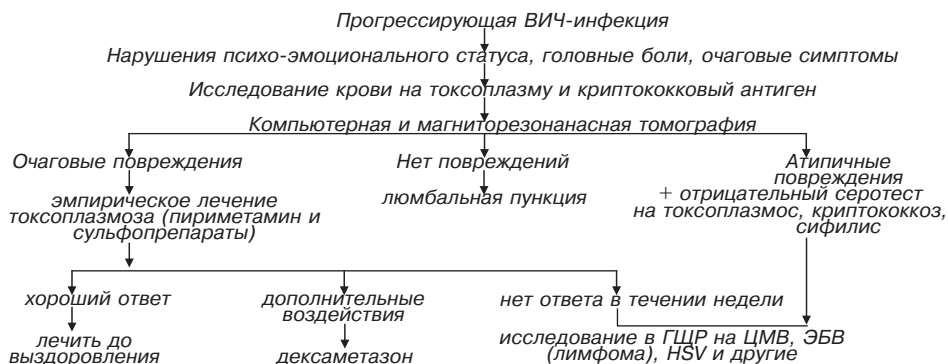 Прогрессирующая ВИЧ-инфекция
Нарушения психо-эмоционального статуса, головные боли, очаговые симптомы
Исследование крови на токсоплазму и криптококковый антиген
Компьютерная и магниторезонанасная томография
Очаговые повреждения
эмпирическое лечение
токсоплазмоза (пириметамин и
сульфопрепараты)
Нет повреждений
люмбальная пункция
Атипичные
повреждения
+ отрицательный серотест
на токсоплазмос, криптококкоз,
сифилис
хороший ответ
лечить до
выздоровления
дополнительные
воздействия
дексаметазон
нет ответа в течении недели
исследование в ГЩР на ЦМВ, ЭБВ
(лимфома), HSV и другие